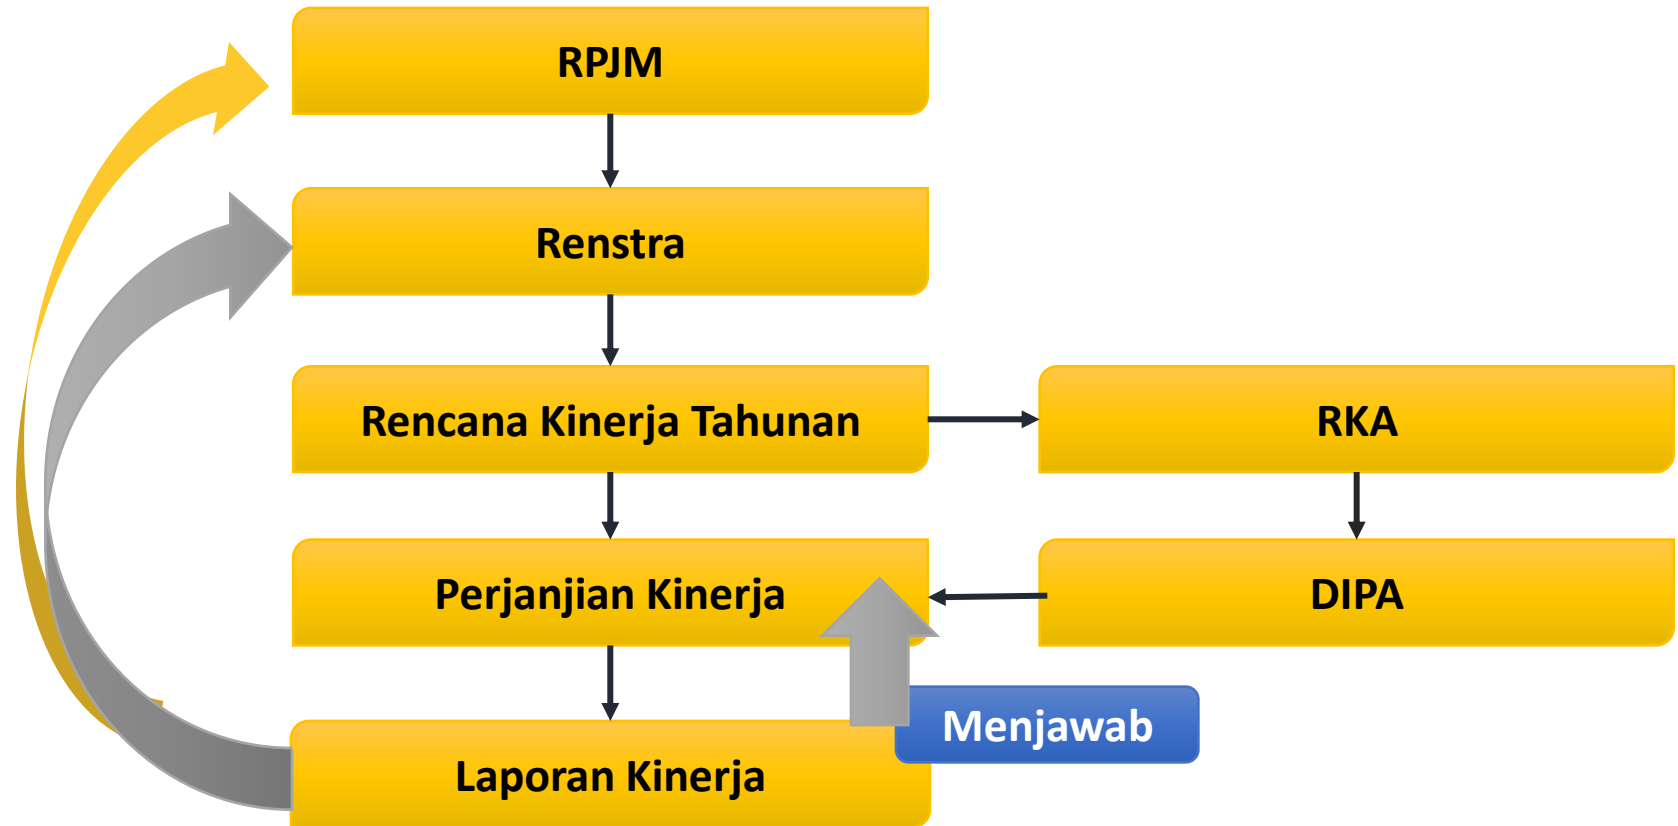 RPJM
Renstra
Rencana Kinerja Tahunan
RKA
Perjanjian Kinerja
DIPA
Menjawab
Laporan Kinerja